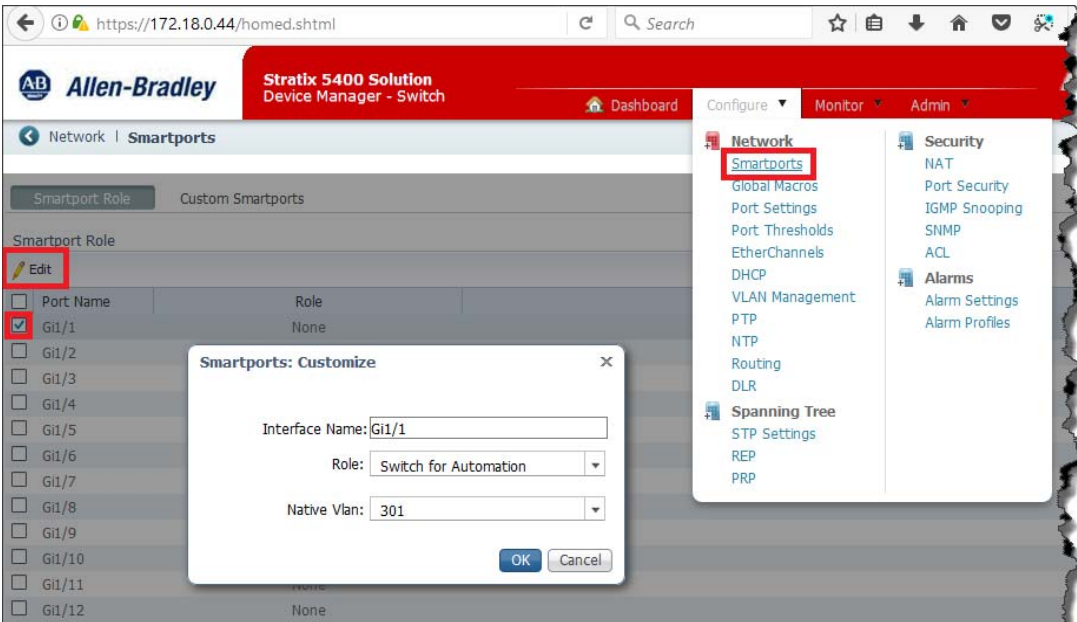 https://172.18.0.44/homed.shtml
Search
AB Allen-Bradley
Stratix 5400 Solution
Device Manager - Switch
Dashboard Configure ▼ Monitor ▼ Admin ▼
Network | Smartports
Network
Smartports
Global Macros
Port Settings
Port Thresholds
EtherChannels
DHCP
VLAN Management
PTP
NTP
Routing
DLR
Spanning Tree
STP Settings
REP
PRP
Security
NAT
Port Security
IGMP Snooping
SNMP
ACL
Alarms
Alarm Settings
Alarm Profiles
Smartport Role Custom Smartports
Smartport Role
Edit
Port Name Role
Gi1/1 None
Gi1/2
Gi1/3
Gi1/4
Gi1/5
Gi1/6
Gi1/7
Gi1/8
Gi1/9
Gi1/10
Gi1/11 None
Gi1/12 None
Smartports: Customize
Interface Name: Gi1/1
Role: Switch for Automation
Native Vlan: 301
OK Cancel